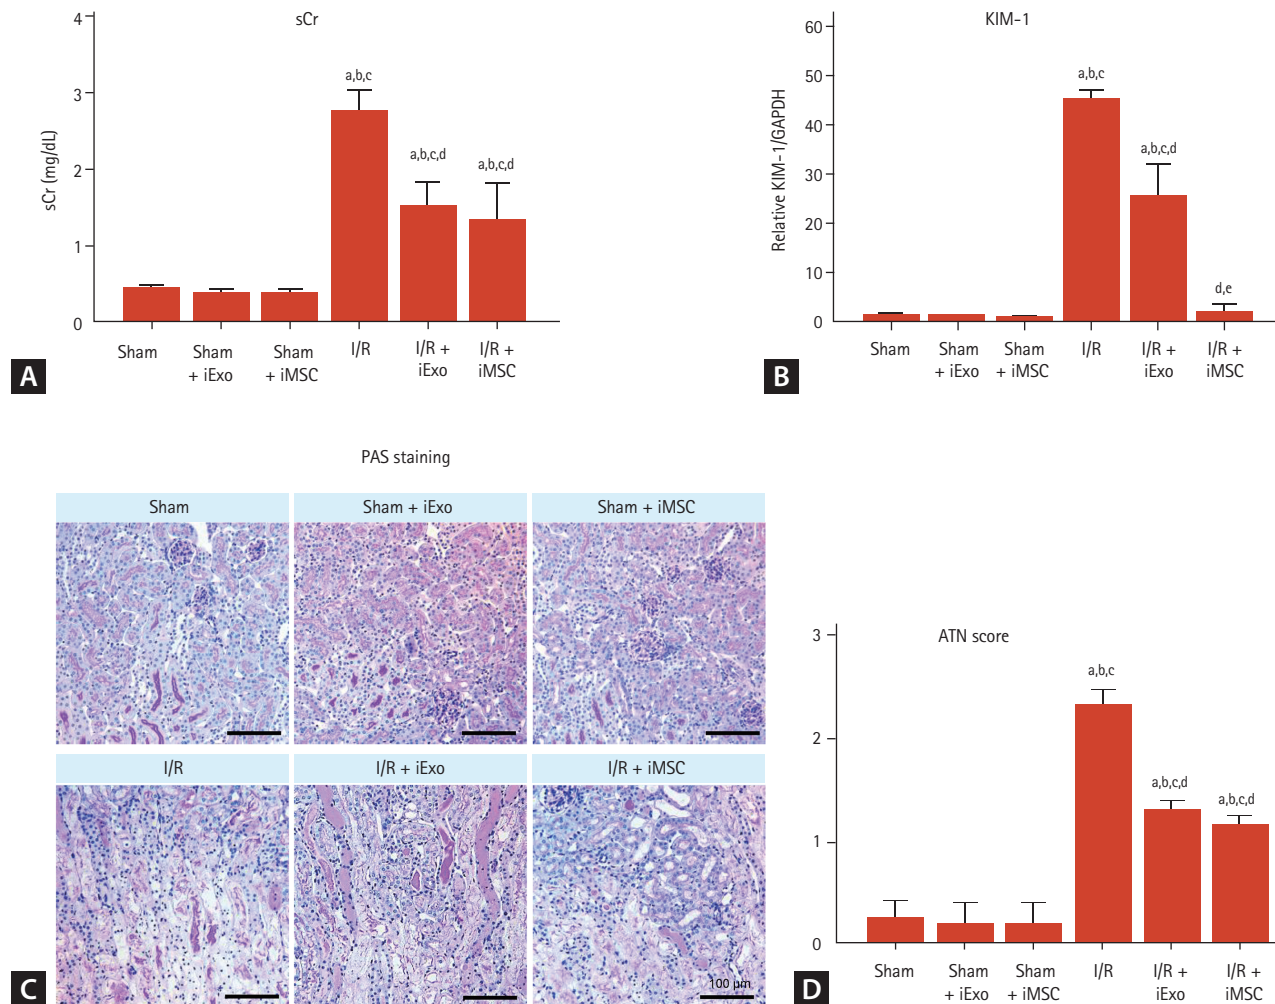 sCr
4
3
2
1
0
sCr (mg/dL)
a,b,c
a,b,c,d
a,b,c,d
Sham
Sham
+ iExo
Sham
+ iMSC
I/R
I/R +
iExo
I/R +
iMSC
A
KIM-1
60
50
40
30
20
10
0
Relative KIM-1/GAPDH
a,b,c
a,b,c,d
d,e
Sham
Sham
+ iExo
Sham
+ iMSC
I/R
I/R +
iExo
I/R +
iMSC
B
PAS staining
Sham
Sham + iExo
Sham + iMSC
I/R
I/R + iExo
I/R + iMSC
100 μm
C
ATN score
3
2
1
0
a,b,c
a,b,c,d
a,b,c,d
Sham
Sham
+ iExo
Sham
+ iMSC
I/R
I/R +
iExo
I/R +
iMSC
D